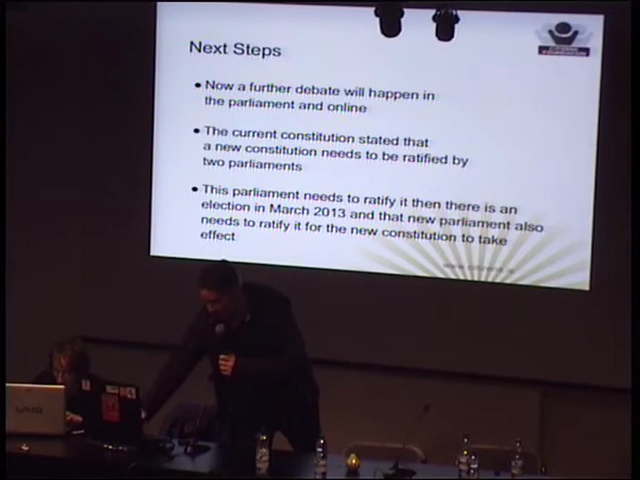 Next Steps
• Now a further debate will happen in
the parliament and online
• The current constitution stated that
a new constitution needs to be ratified by
two parliaments
• This parliament needs to ratify it then there is an
election in March 2013 and that new parliament also
needs to ratify it for the new constitution to take
effect
VAIO